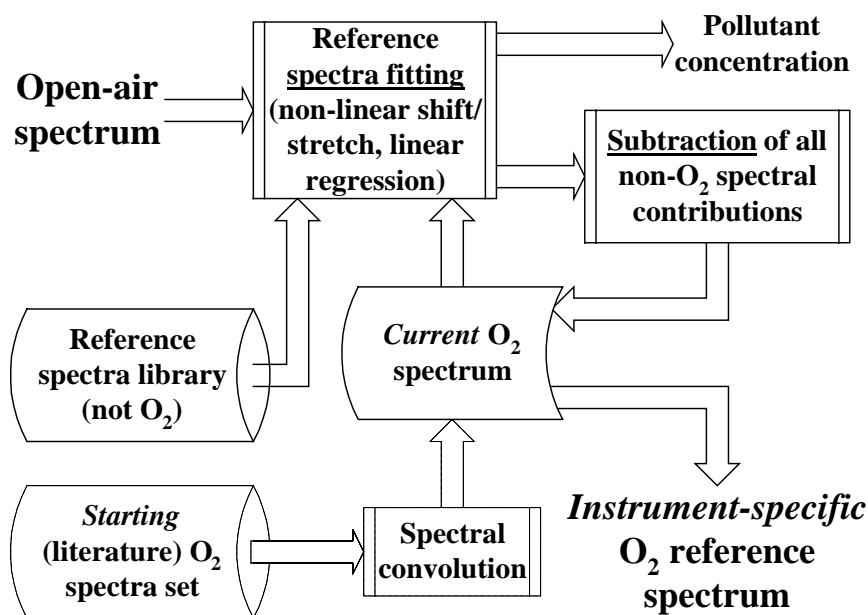 Open-air
spectrum
Reference
spectra fitting
(non-linear shift/
stretch, linear
regression)
Pollutant
concentration
Subtraction of all
non-O₂ spectral
contributions
Reference
spectra library
(not O₂)
Current O₂
spectrum
Starting
(literature) O₂
spectra set
Spectral
convolution
Instrument-specific
O₂ reference
spectrum